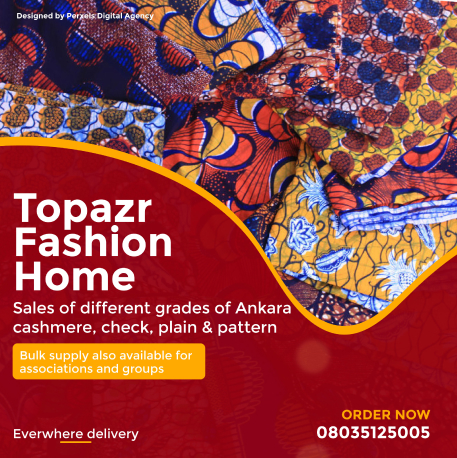 Designed by Perxels Digital Agency
Topazr
Fashion
Home
Sales of different grades of Ankara
cashmere, check, plain & pattern
Bulk supply also available for
associations and groups
Everwhere delivery
ORDER NOW
08035125005